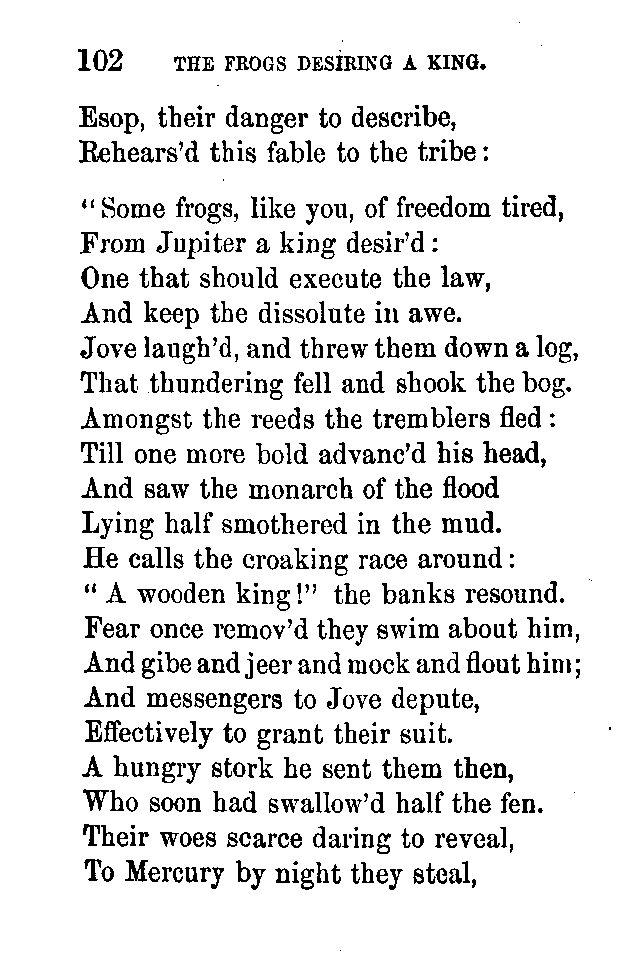 102 THE FROGS DESIRING A KING.
Esop, their danger to describe,
Rehears'd this fable to the tribe:
"Some frogs, like you, of freedom tired,
From Jupiter a king desir'd:
One that should execute the law,
And keep the dissolute in awe.
Jove laugh'd, and threw them down a log,
That thundering fell and shook the bog.
Amongst the reeds the tremblers fled:
Till one more bold advanc'd his head,
And saw the monarch of the flood
Lying half smothered in the mud.
He calls the croaking race around:
"A wooden king!" the banks resound.
Fear once remov'd they swim about him,
And gibe and jeer and mock and flout him;
And messengers to Jove depute,
Effectively to grant their suit.
A hungry stork he sent them then,
Who soon had swallow'd half the fen.
Their woes scarce daring to reveal,
To Mercury by night they steal,